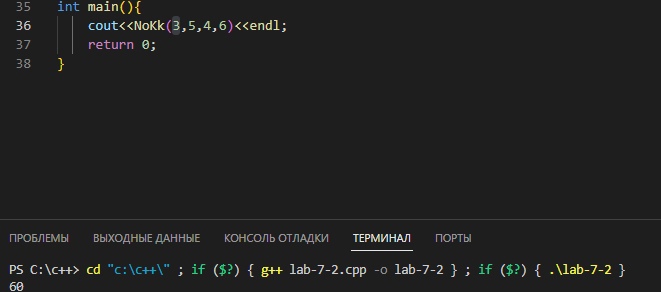 35 int main(){
36 cout<<NoKk(3,5,4,6)<<endl;
37 return 0;
38 }
ПРОБЛЕМЫ ВЫХОДНЫЕ ДАННЫЕ КОНСОЛЬ ОТЛАДКИ ТЕРМИНАЛ ПОРТЫ
PS C:\c++> cd "c:\c++\" ; if ($?) { g++ lab-7-2.cpp -o lab-7-2 } ; if ($?) { .\lab-7-2 }
60